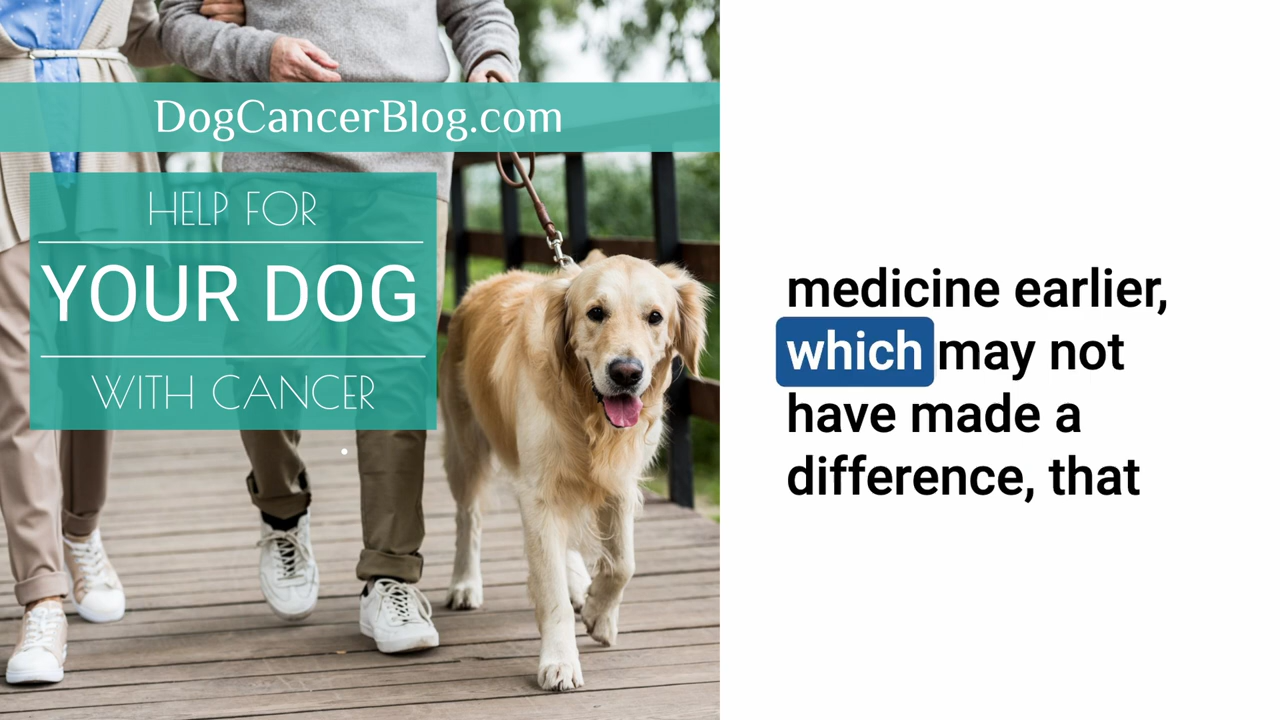 DogCancerBlog.com
HELP FOR
YOUR DOG
WITH CANCER
medicine earlier,
which may not
have made a
difference, that